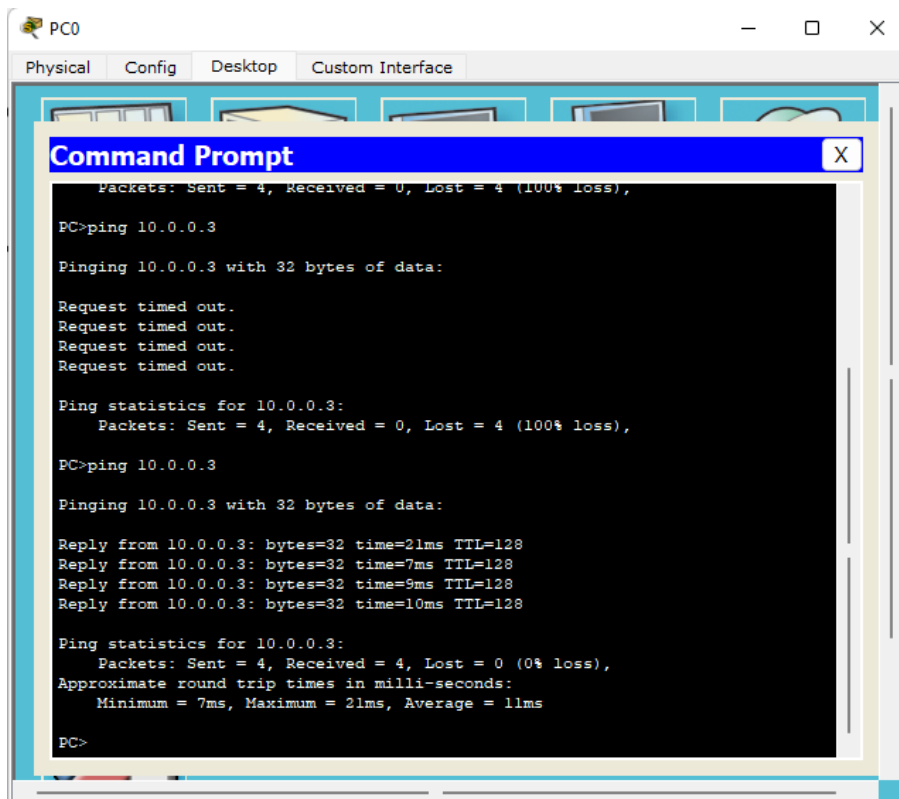 PC0
Physical Config Desktop Custom Interface
Command Prompt
X
Packets: Sent = 4, Received = 0, Lost = 4 (100% loss),
PC>ping 10.0.0.3
Pinging 10.0.0.3 with 32 bytes of data:
Request timed out.
Request timed out.
Request timed out.
Request timed out.
Ping statistics for 10.0.0.3:
Packets: Sent = 4, Received = 0, Lost = 4 (100% loss),
PC>ping 10.0.0.3
Pinging 10.0.0.3 with 32 bytes of data:
Reply from 10.0.0.3: bytes=32 time=21ms TTL=128
Reply from 10.0.0.3: bytes=32 time=7ms TTL=128
Reply from 10.0.0.3: bytes=32 time=9ms TTL=128
Reply from 10.0.0.3: bytes=32 time=10ms TTL=128
Ping statistics for 10.0.0.3:
Packets: Sent = 4, Received = 4, Lost = 0 (0% loss),
Approximate round trip times in milli-seconds:
Minimum = 7ms, Maximum = 21ms, Average = 11ms
PC>